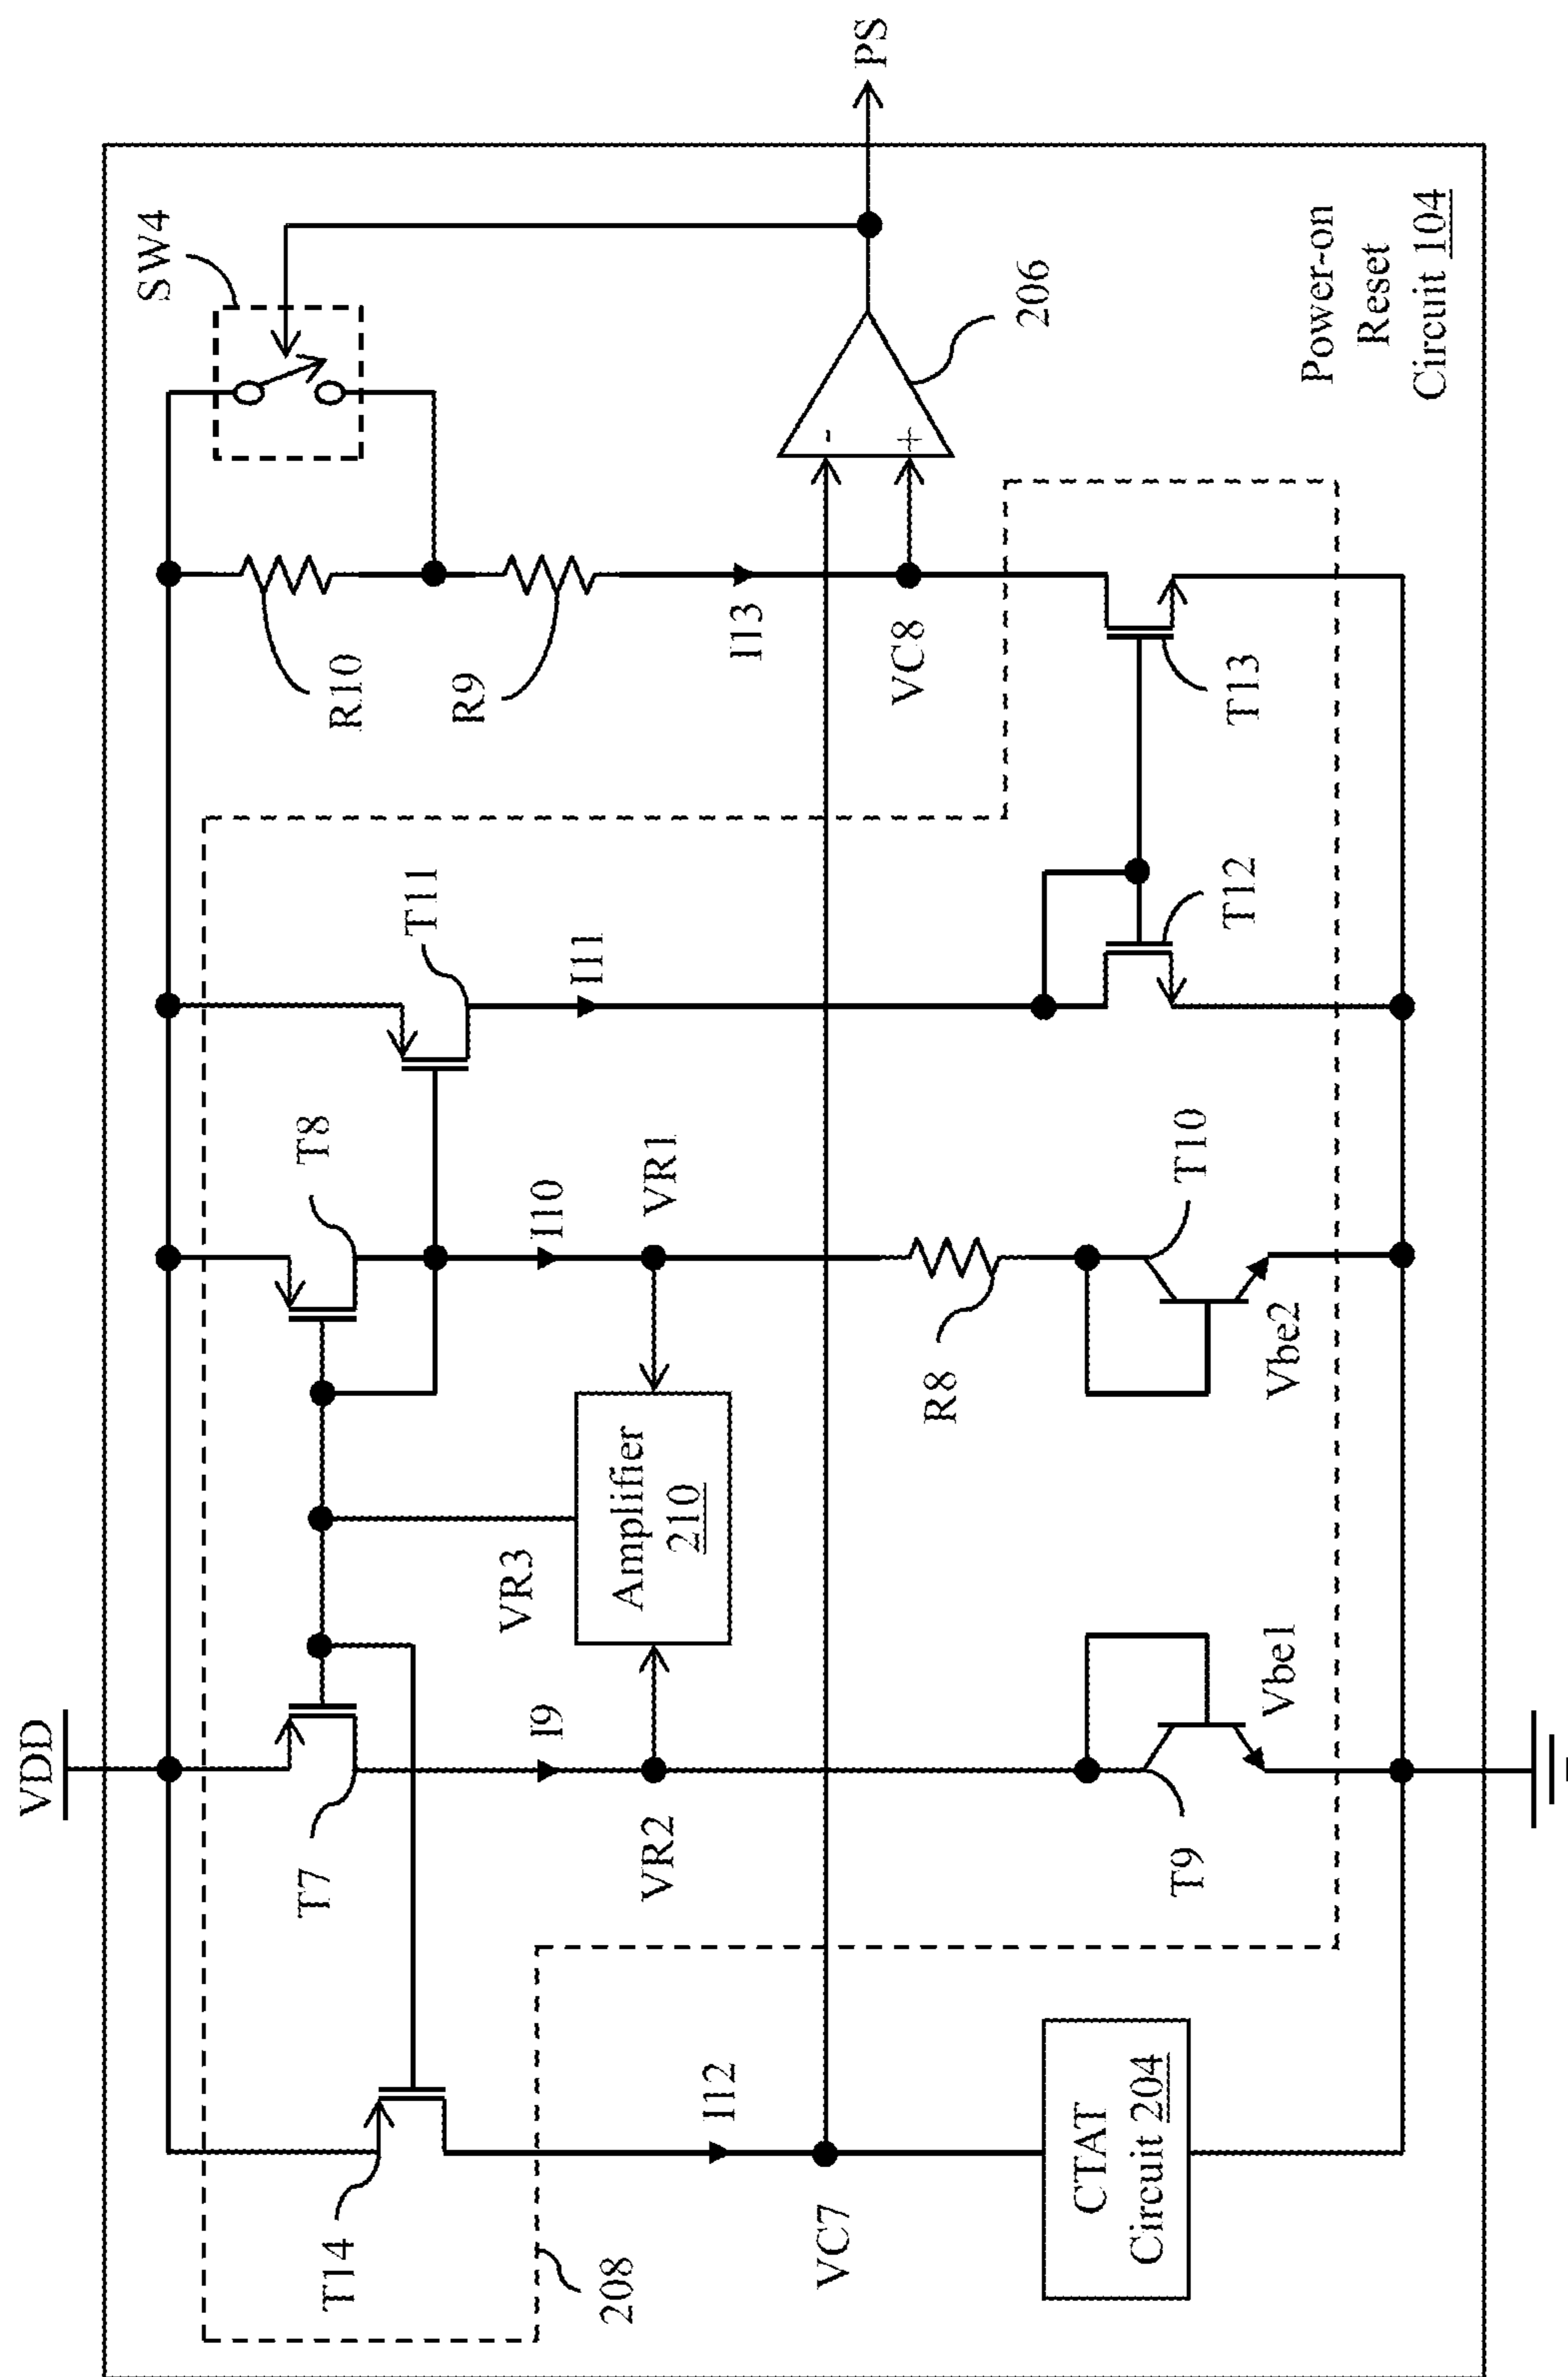 VDD
T14
T7
T8
T11
R10
R9
SW4
208
I12
I9
I10
I11
I13
VR3
VR2
VR1
Amplifier
210
VC7
VC8
-
+
206
PS
CTAT
Circuit 204
T9
Vbe1
R8
T10
Vbe2
T12
T13
Power-on
Reset
Circuit 104